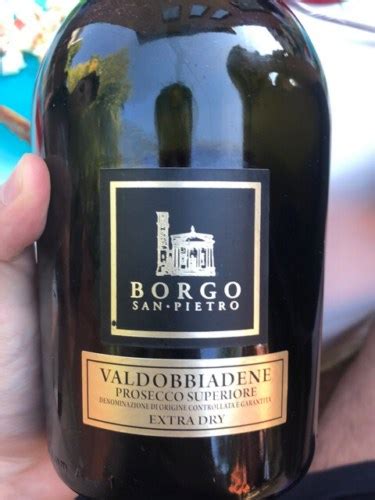 BORGO
SAN · PIETRO
VALDOBBIADENE
PROSECCO SUPERIORE
DENOMINAZIONE DI ORIGINE CONTROLLATA E GARANTITA
EXTRA DRY